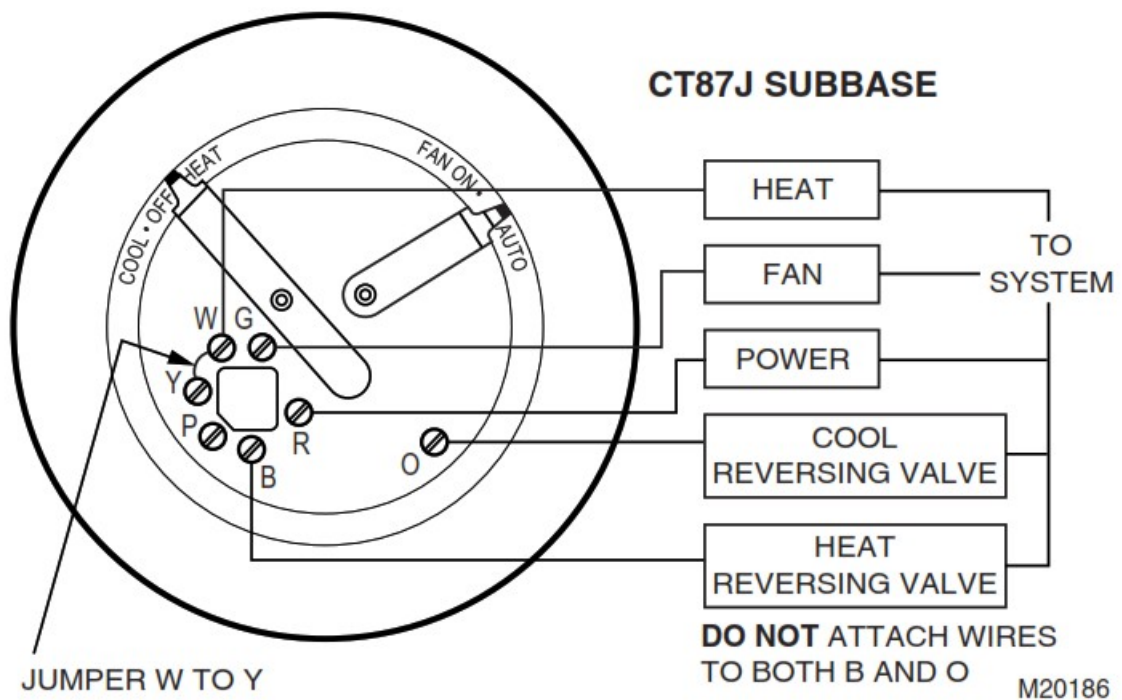 CT87J SUBBASE
COOL • OFF • HEAT
FAN ON •
AUTO
HEAT
FAN
TO
SYSTEM
W G
POWER
Y
P
R
B
O
COOL
REVERSING VALVE
HEAT
REVERSING VALVE
DO NOT ATTACH WIRES
TO BOTH B AND O
JUMPER W TO Y
M20186